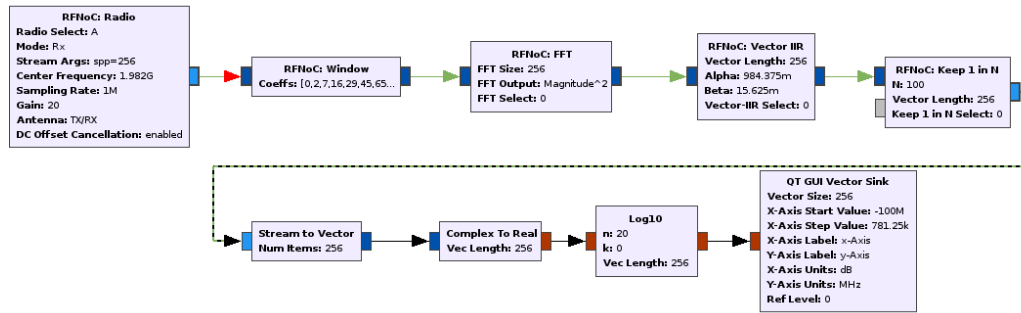 RFNoC: Radio
Radio Select: A
Mode: Rx
Stream Args: spp=256
Center Frequency: 1.982G
Sampling Rate: 1M
Gain: 20
Antenna: TX/RX
DC Offset Cancellation: enabled
RFNoC: Window
Coeffs: [0,2,7,16,29,45,65...
RFNoC: FFT
FFT Size: 256
FFT Output: Magnitude^2
FFT Select: 0
RFNoC: Vector IIR
Vector Length: 256
Alpha: 984.375m
Beta: 15.625m
Vector-IIR Select: 0
RFNoC: Keep 1 in N
N: 100
Vector Length: 256
Keep 1 in N Select: 0
Stream to Vector
Num Items: 256
Complex To Real
Vec Length: 256
Log10
n: 20
k: 0
Vec Length: 256
QT GUI Vector Sink
Vector Size: 256
X-Axis Start Value: -100M
X-Axis Step Value: 781.25k
X-Axis Label: x-Axis
Y-Axis Label: y-Axis
X-Axis Units: dB
Y-Axis Units: MHz
Ref Level: 0